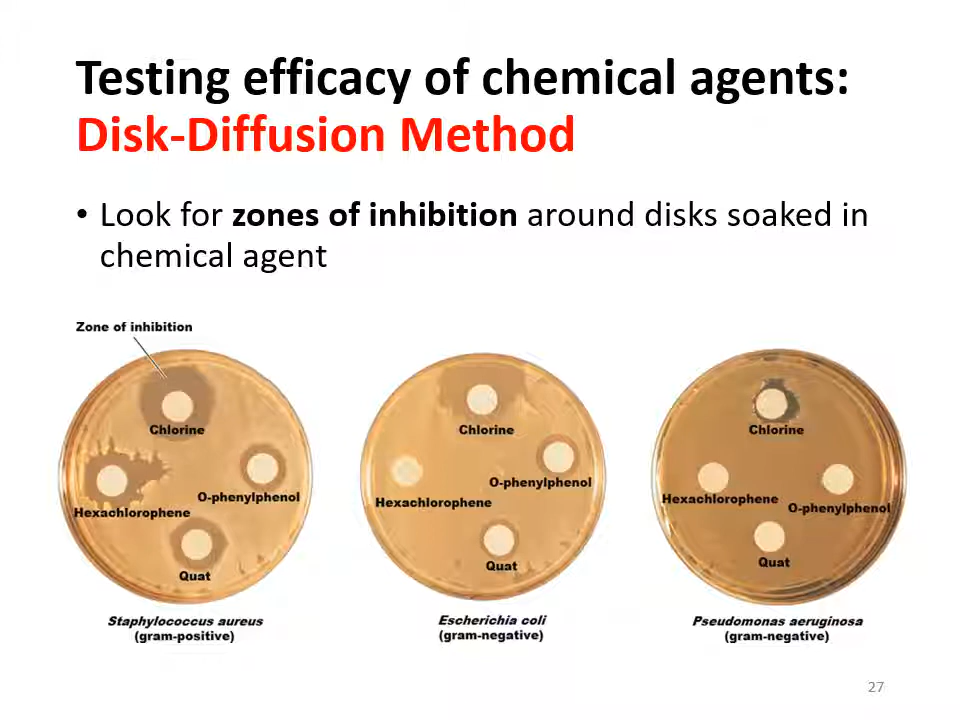 Testing efficacy of chemical agents:
Disk-Diffusion Method
• Look for zones of inhibition around disks soaked in
chemical agent
Zone of inhibition
Chlorine
O-phenylphenol
Hexachlorophene
Quat
Staphylococcus aureus
(gram-positive)
Chlorine
O-phenylphenol
Hexachlorophene
Quat
Escherichia coli
(gram-negative)
Chlorine
Hexachlorophene
O-phenylphenol
Quat
Pseudomonas aeruginosa
(gram-negative)
27